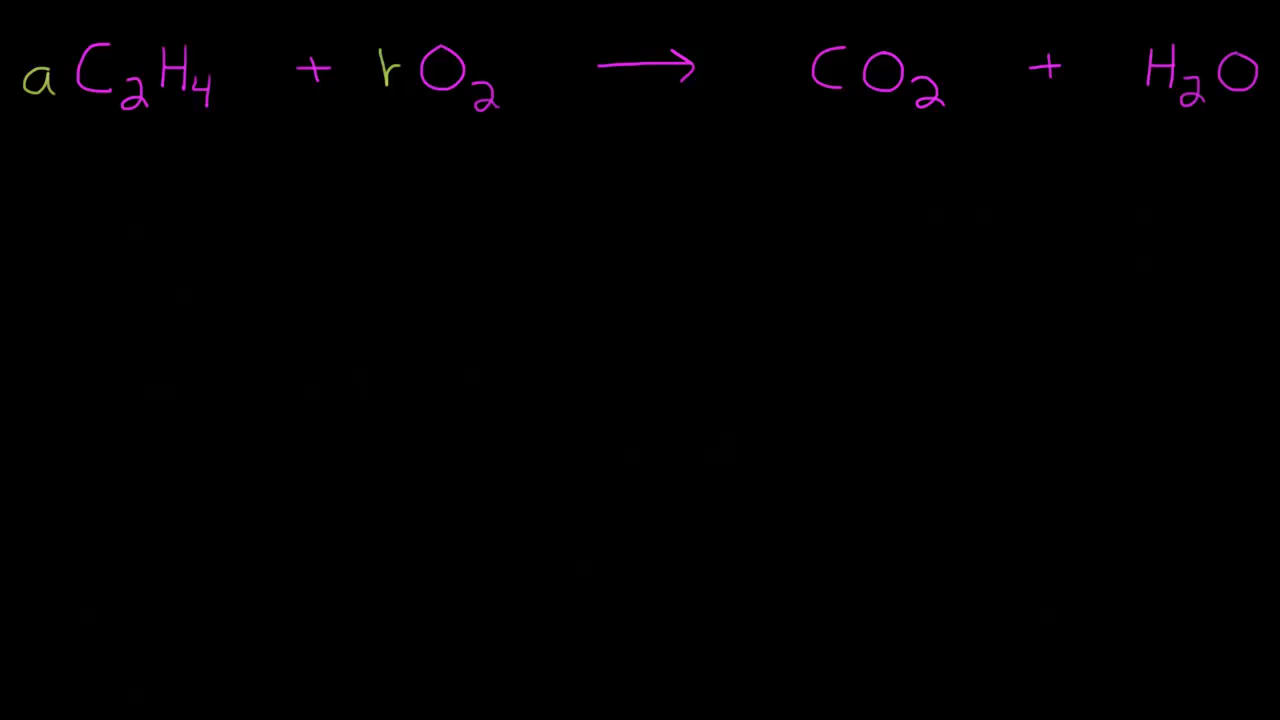 a C₂H₄ + r O₂ → CO₂ + H₂O